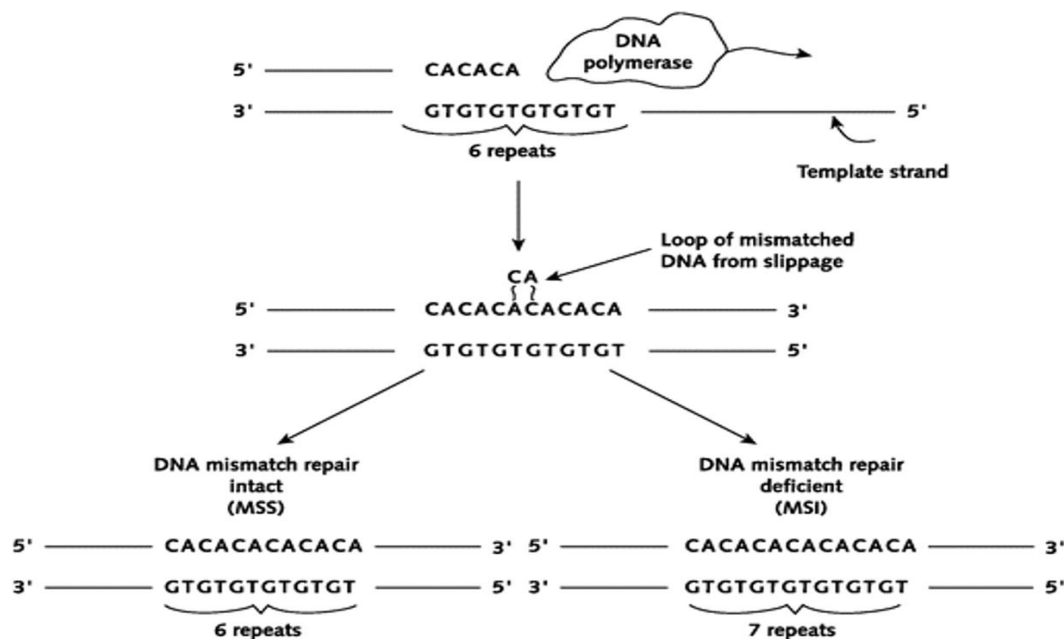 DNA
polymerase
5' CACACA
3' GTGTGTGTGTGT 5'
6 repeats
Template strand
Loop of mismatched
DNA from slippage
CA
5' CACACACACACA 3'
3' GTGTGTGTGTGT 5'
DNA mismatch repair
intact
(MSS)
DNA mismatch repair
deficient
(MSI)
5' CACACACACACA 3'
3' GTGTGTGTGTGT 5'
6 repeats
5' CACACACACACACA 3'
3' GTGTGTGTGTGTGT 5'
7 repeats